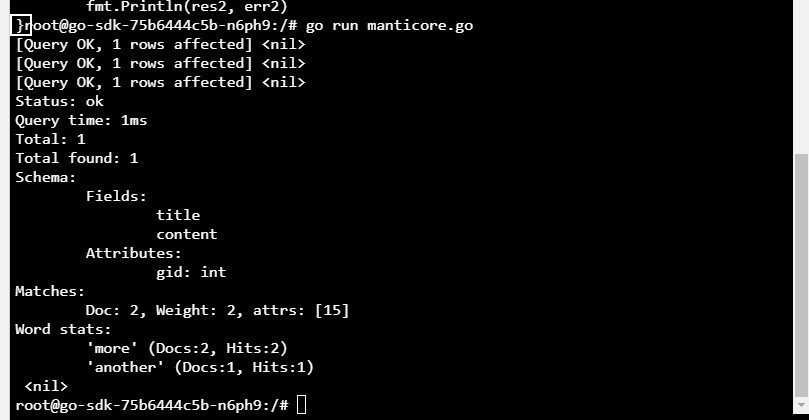 fmt.Println(res2, err2)
}root@go-sdk-75b6444c5b-n6ph9:/# go run manticore.go
[Query OK, 1 rows affected] <nil>
[Query OK, 1 rows affected] <nil>
[Query OK, 1 rows affected] <nil>
Status: ok
Query time: 1ms
Total: 1
Total found: 1
Schema:
Fields:
title
content
Attributes:
gid: int
Matches:
Doc: 2, Weight: 2, attrs: [15]
Word stats:
'more' (Docs:2, Hits:2)
'another' (Docs:1, Hits:1)
<nil>
root@go-sdk-75b6444c5b-n6ph9:/#